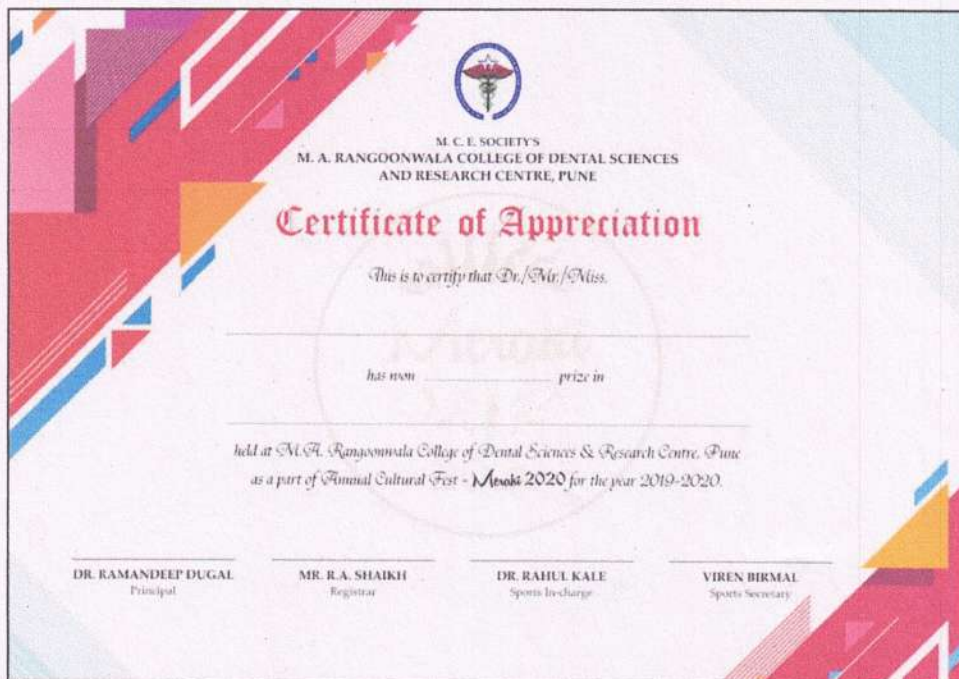 M. C. E. SOCIETY'S
M. A. RANGOONWALA COLLEGE OF DENTAL SCIENCES
AND RESEARCH CENTRE, PUNE
Certificate of Appreciation
This is to certify that Dr./Mr./Miss.
has won prize in
held at M.A. Rangoonwala College of Dental Sciences & Research Centre, Pune
as a part of Annual Cultural Fest - Meraki 2020 for the year 2019-2020.
DR. RAMANDEEP DUGAL MR. R.A. SHAIKH DR. RAHUL KALE VIREN BIRMAL
Principal Registrar Sports In-charge Sports Secretary